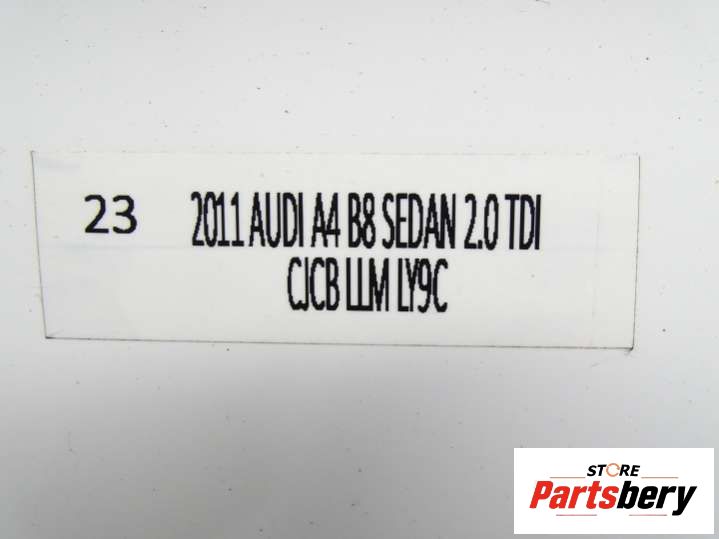 23 2011 AUDI A4 B8 SEDAN 2.0 TDI
CJCB LLM LY9C
STORE
Partsbery